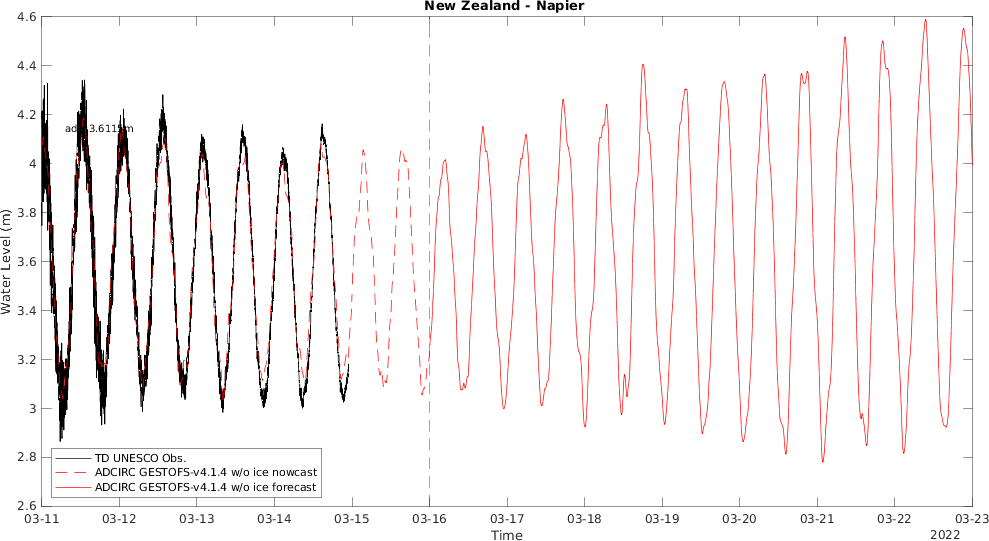 New Zealand - Napier
4.6
4.4
4.2
4
3.8
3.6
3.4
3.2
3
2.8
2.6
Water Level (m)
3.6115m
TD UNESCO Obs.
ADCIRC GESTOFS-v4.1.4 w/o ice nowcast
ADCIRC GESTOFS-v4.1.4 w/o ice forecast
03-11 03-12 03-13 03-14 03-15 03-16 03-17 03-18 03-19 03-20 03-21 03-22 03-23
Time
2022